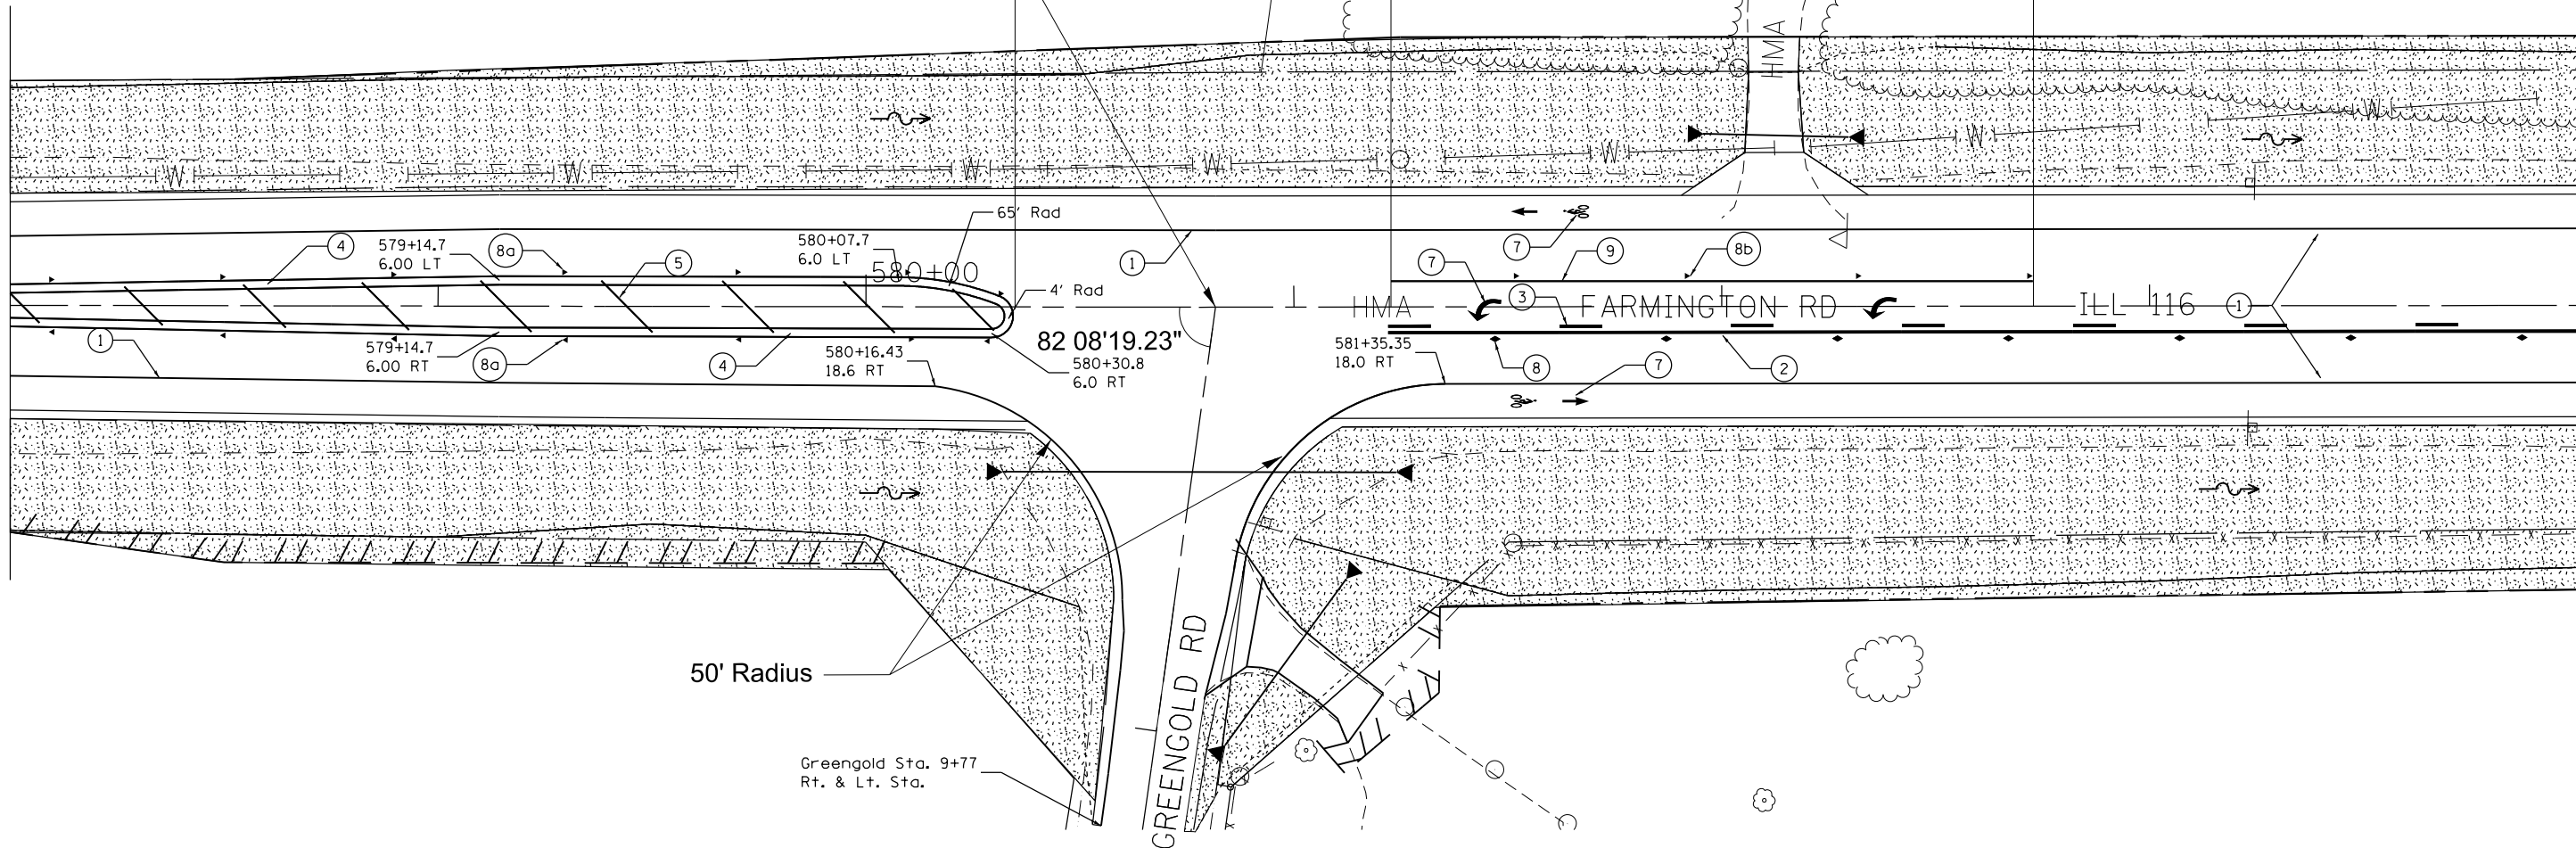 HMA
W
W
W
W
W
W
W
65' Rad
4
579+14.7
6.00 LT
8a
5
580+07.7
6.0 LT
580+00
4' Rad
1
7
9
8b
7
3
HMA
FARMINGTON RD
ILL 116
1
1
579+14.7
6.00 RT
8a
4
580+16.43
18.6 RT
82 08'19.23"
580+30.8
6.0 RT
581+35.35
18.0 RT
8
7
2
50' Radius
GREENGOLD RD
Greengold Sta. 9+77
Rt. & Lt. Sta.